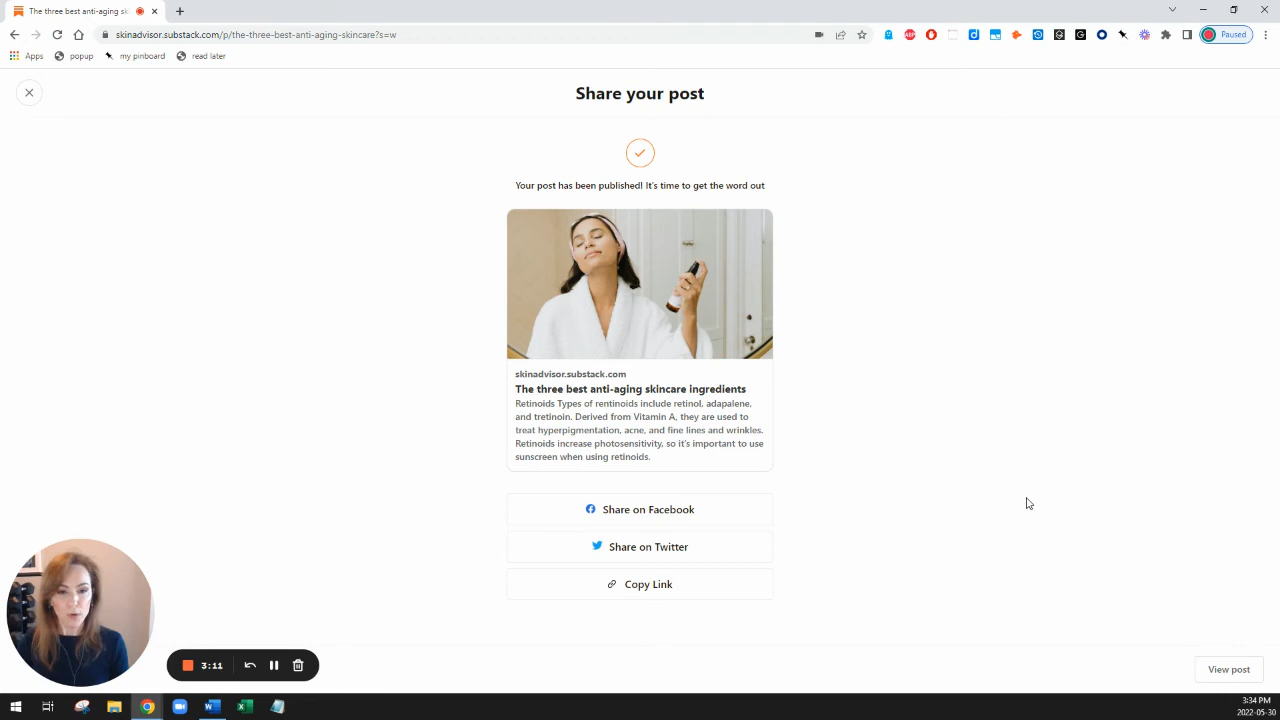 The three best anti-aging sk
skinadvisor.substack.com/p/the-three-best-anti-aging-skincare?s=w
Paused
Apps
popup
my pinboard
read later
Share your post
Your post has been published! It's time to get the word out
skinadvisor.substack.com
The three best anti-aging skincare ingredients
Retinoids Types of rentinoids include retinol, adapalene,
and tretinoin. Derived from Vitamin A, they are used to
treat hyperpigmentation, acne, and fine lines and wrinkles.
Retinoids increase photosensitivity, so it's important to use
sunscreen when using retinoids.
Share on Facebook
Share on Twitter
Copy Link
3:11
View post
3:34 PM
2022-05-30